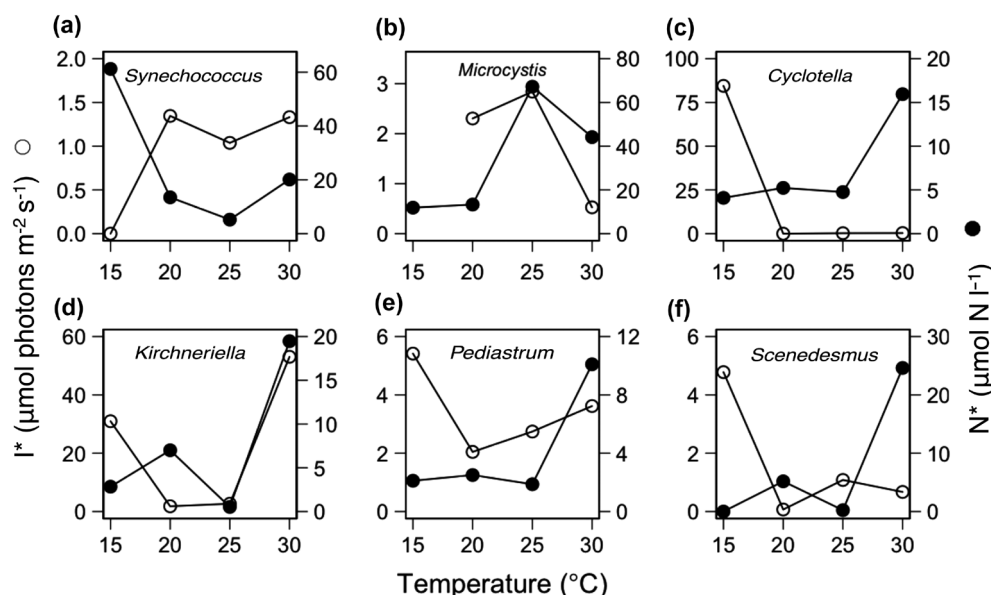 (a)
(b)
(c)
Synechococcus
Microcystis
Cyclotella
2.0
1.5
1.0
0.5
0.0
60
40
20
0
3
2
1
0
80
60
40
20
0
100
75
50
25
0
20
15
10
5
0
15 20 25 30
15 20 25 30
15 20 25 30
(d)
(e)
(f)
Kirchneriella
Pediastrum
Scenedesmus
60
40
20
0
20
15
10
5
0
6
4
2
0
12
8
4
0
6
4
2
0
30
20
10
0
15 20 25 30
15 20 25 30
15 20 25 30
I* (µmol photons m⁻² s⁻¹)
N* (µmol N l⁻¹)
Temperature (°C)